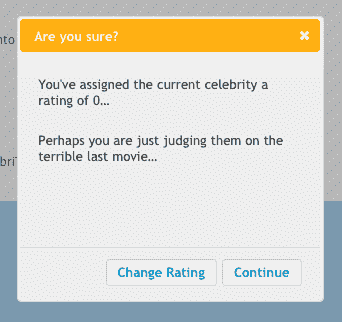 nto
Are you sure?
You've assigned the current celebrity a
rating of 0...
Perhaps you are just judging them on the
terrible last movie...
Change Rating Continue